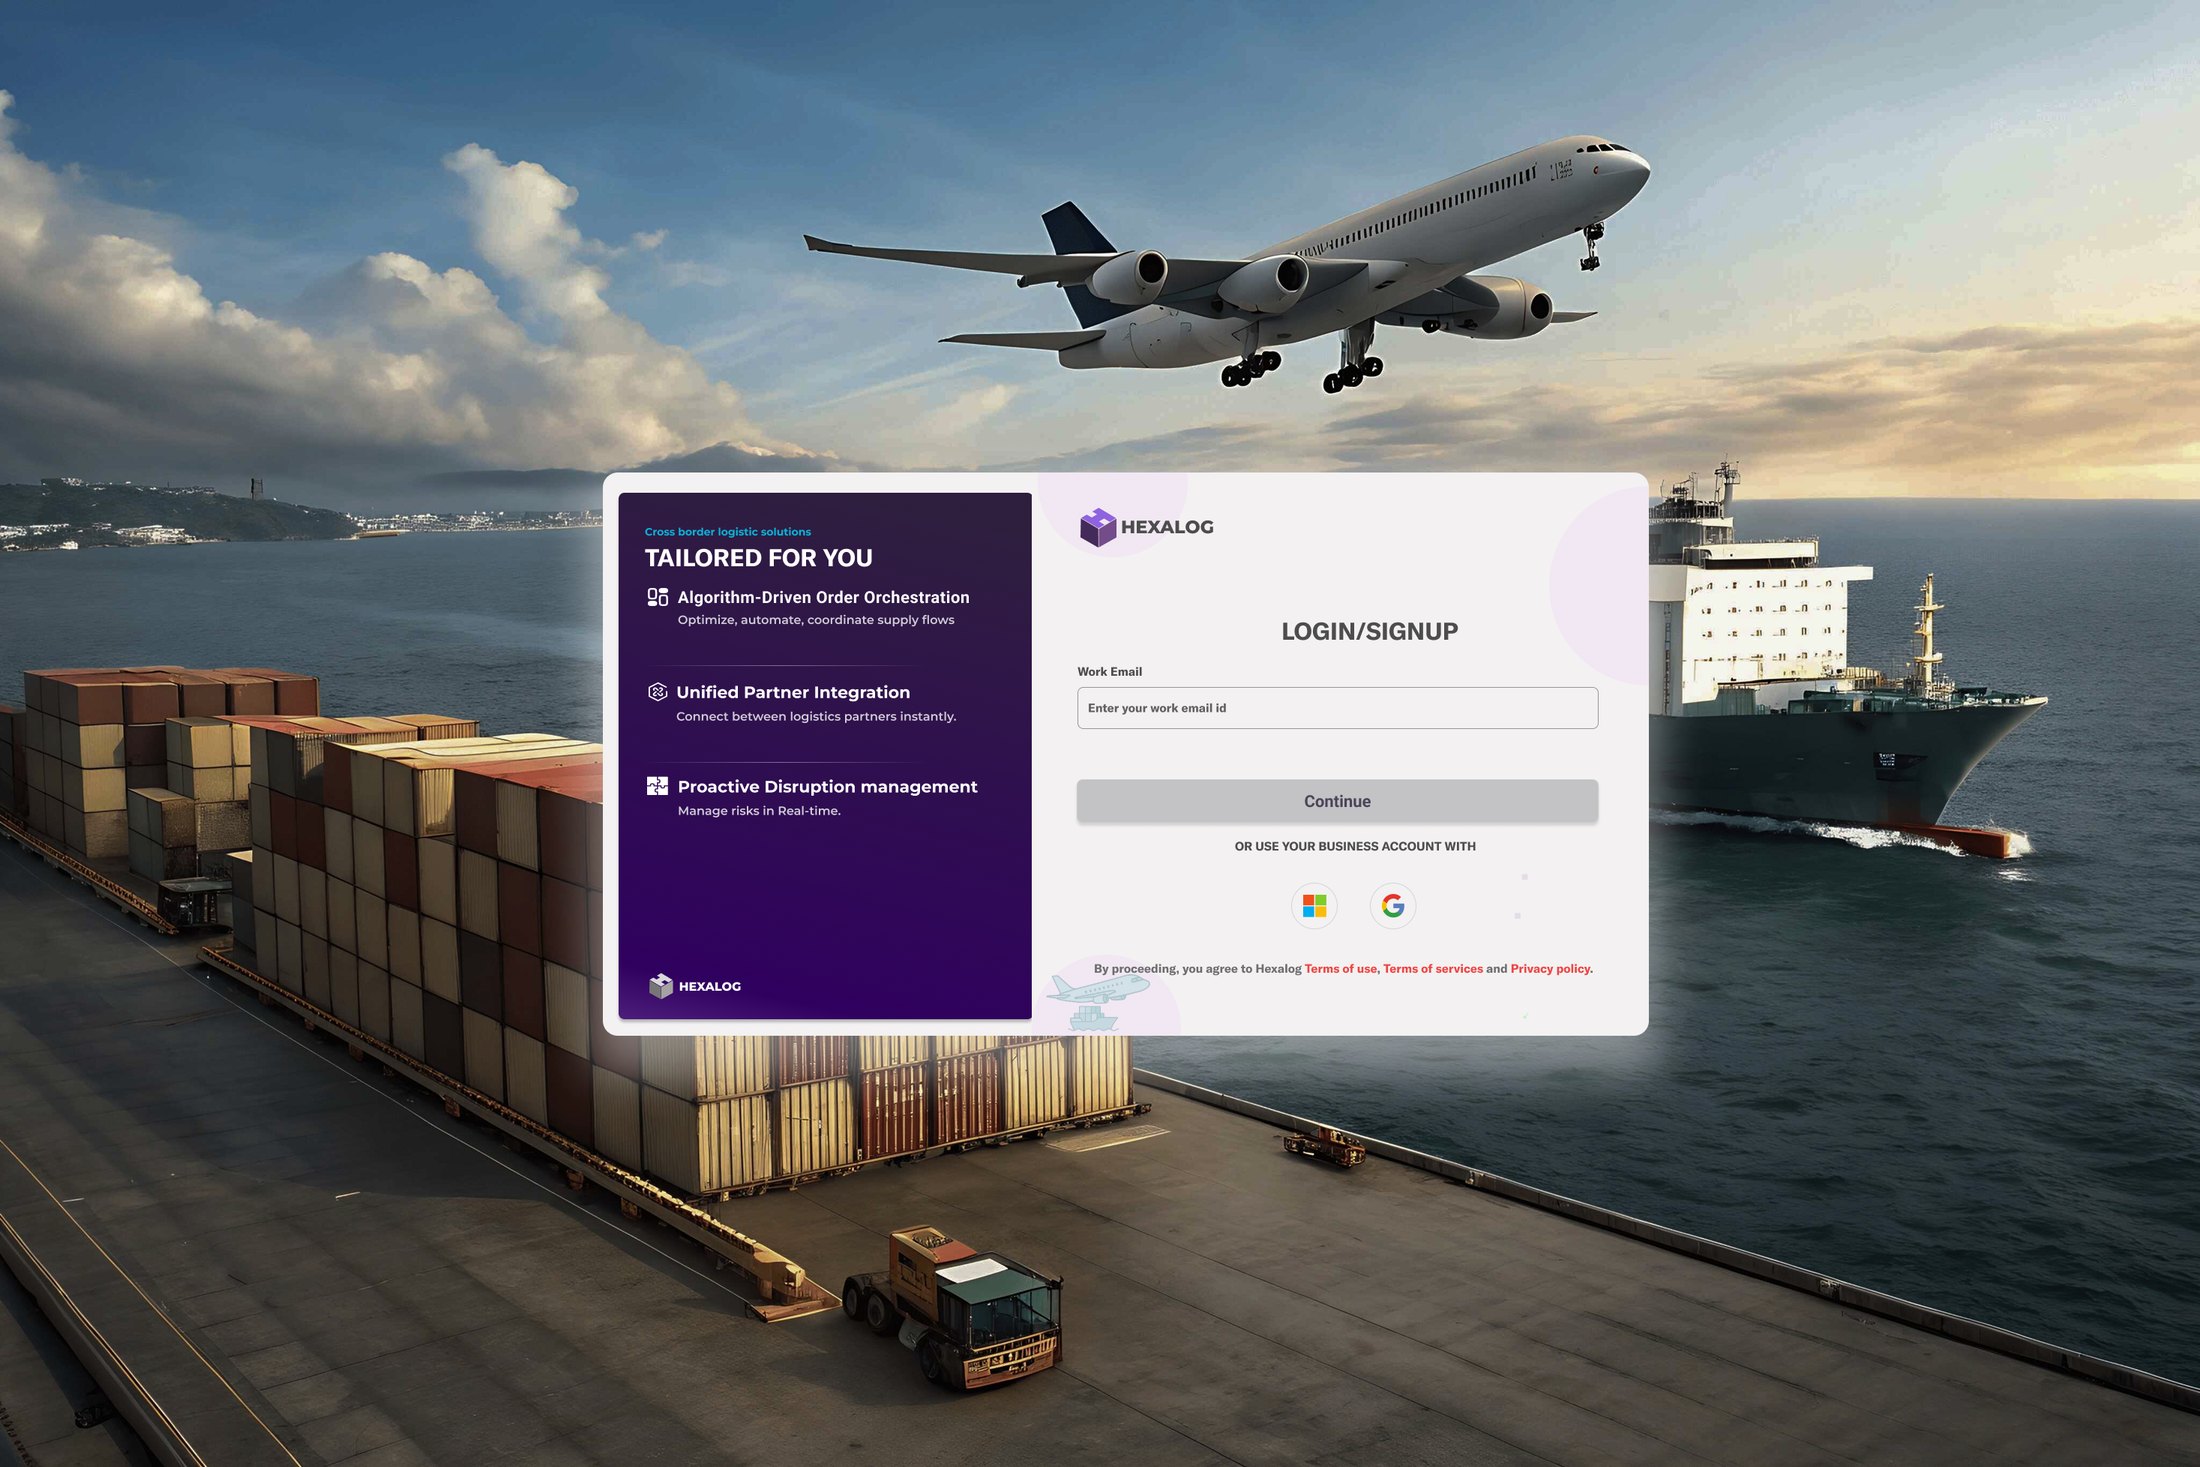 Cross border logistic solutions
TAILORED FOR YOU
Algorithm-Driven Order Orchestration
Optimize, automate, coordinate supply flows
Unified Partner Integration
Connect between logistics partners instantly.
Proactive Disruption management
Manage risks in Real-time.
HEXALOG
HEXALOG
LOGIN/SIGNUP
Work Email
Enter your work email id
Continue
OR USE YOUR BUSINESS ACCOUNT WITH
By proceeding, you agree to Hexalog Terms of use, Terms of services and Privacy policy.